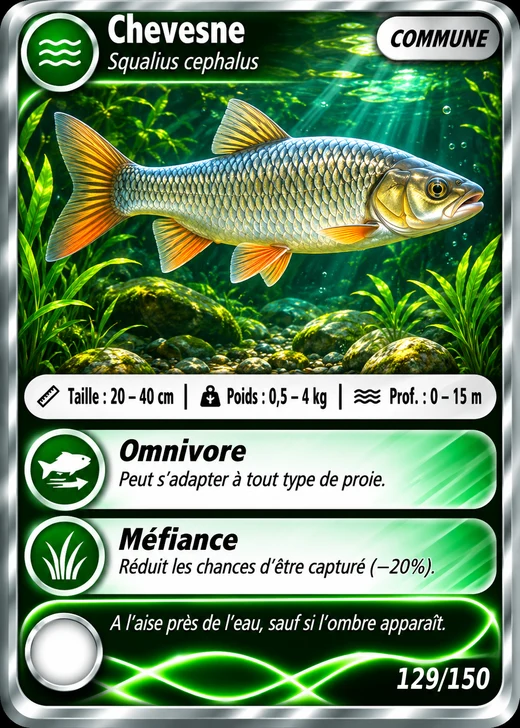 Chevesne
COMMUNE
Squalius cephalus
Taille : 20 – 40 cm | Poids : 0,5 – 4 kg | Prof. : 0 – 15 m
Omnivore
Peut s’adapter à tout type de proie.
Méfiance
Réduit les chances d’être capturé (−20%).
A l’aise près de l’eau, sauf si l’ombre apparaît.
129/150